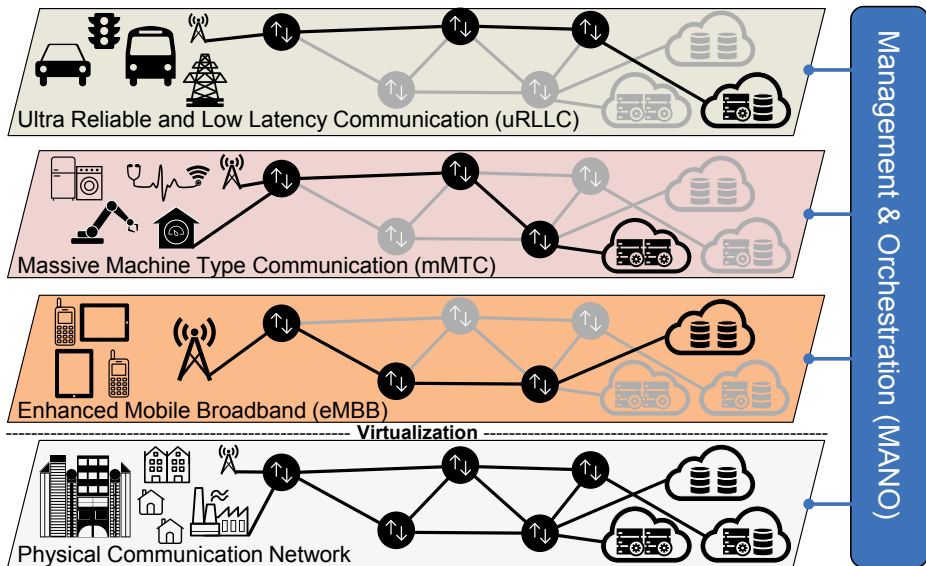 Ultra Reliable and Low Latency Communication (uRLLC)
Massive Machine Type Communication (mMTC)
Enhanced Mobile Broadband (eMBB)
Virtualization
Physical Communication Network
Management & Orchestration (MANO)